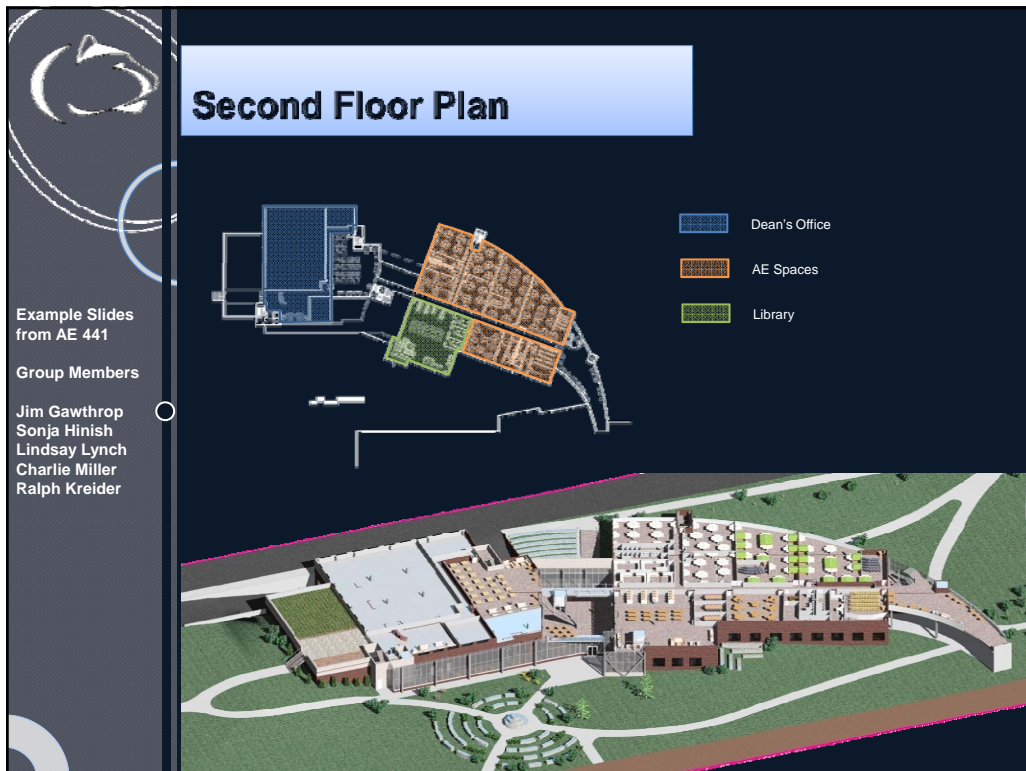 Second Floor Plan
Dean's Office
AE Spaces
Library
Example Slides
from AE 441
Group Members
Jim Gawthrop
Sonja Hinish
Lindsay Lynch
Charlie Miller
Ralph Kreider